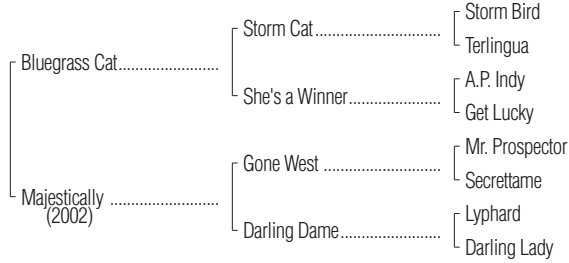 Storm Bird
Storm Cat..............................
Terlingua
Bluegrass Cat........................
A.P. Indy
She's a Winner......................
Get Lucky
Mr. Prospector
Gone West ...........................
Secrettame
Majestically ..........................
(2002)
Lyphard
Darling Dame........................
Darling Lady